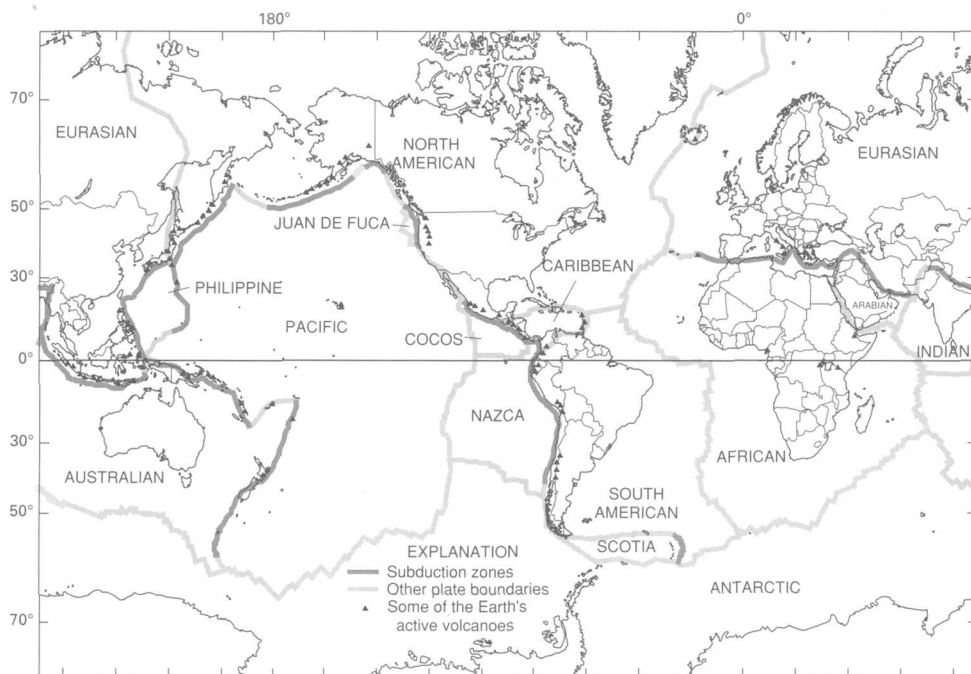 180°
0°
70°
EURASIAN
NORTH
AMERICAN
EURASIAN
50°
JUAN DE FUCA
30°
CARIBBEAN
PHILIPPINE
ARABIAN
PACIFIC
COCOS
INDIAN
0°
NAZCA
30°
AFRICAN
AUSTRALIAN
SOUTH
AMERICAN
50°
SCOTIA
EXPLANATION
Subduction zones
Other plate boundaries
Some of the Earth's
active volcanoes
ANTARCTIC
70°